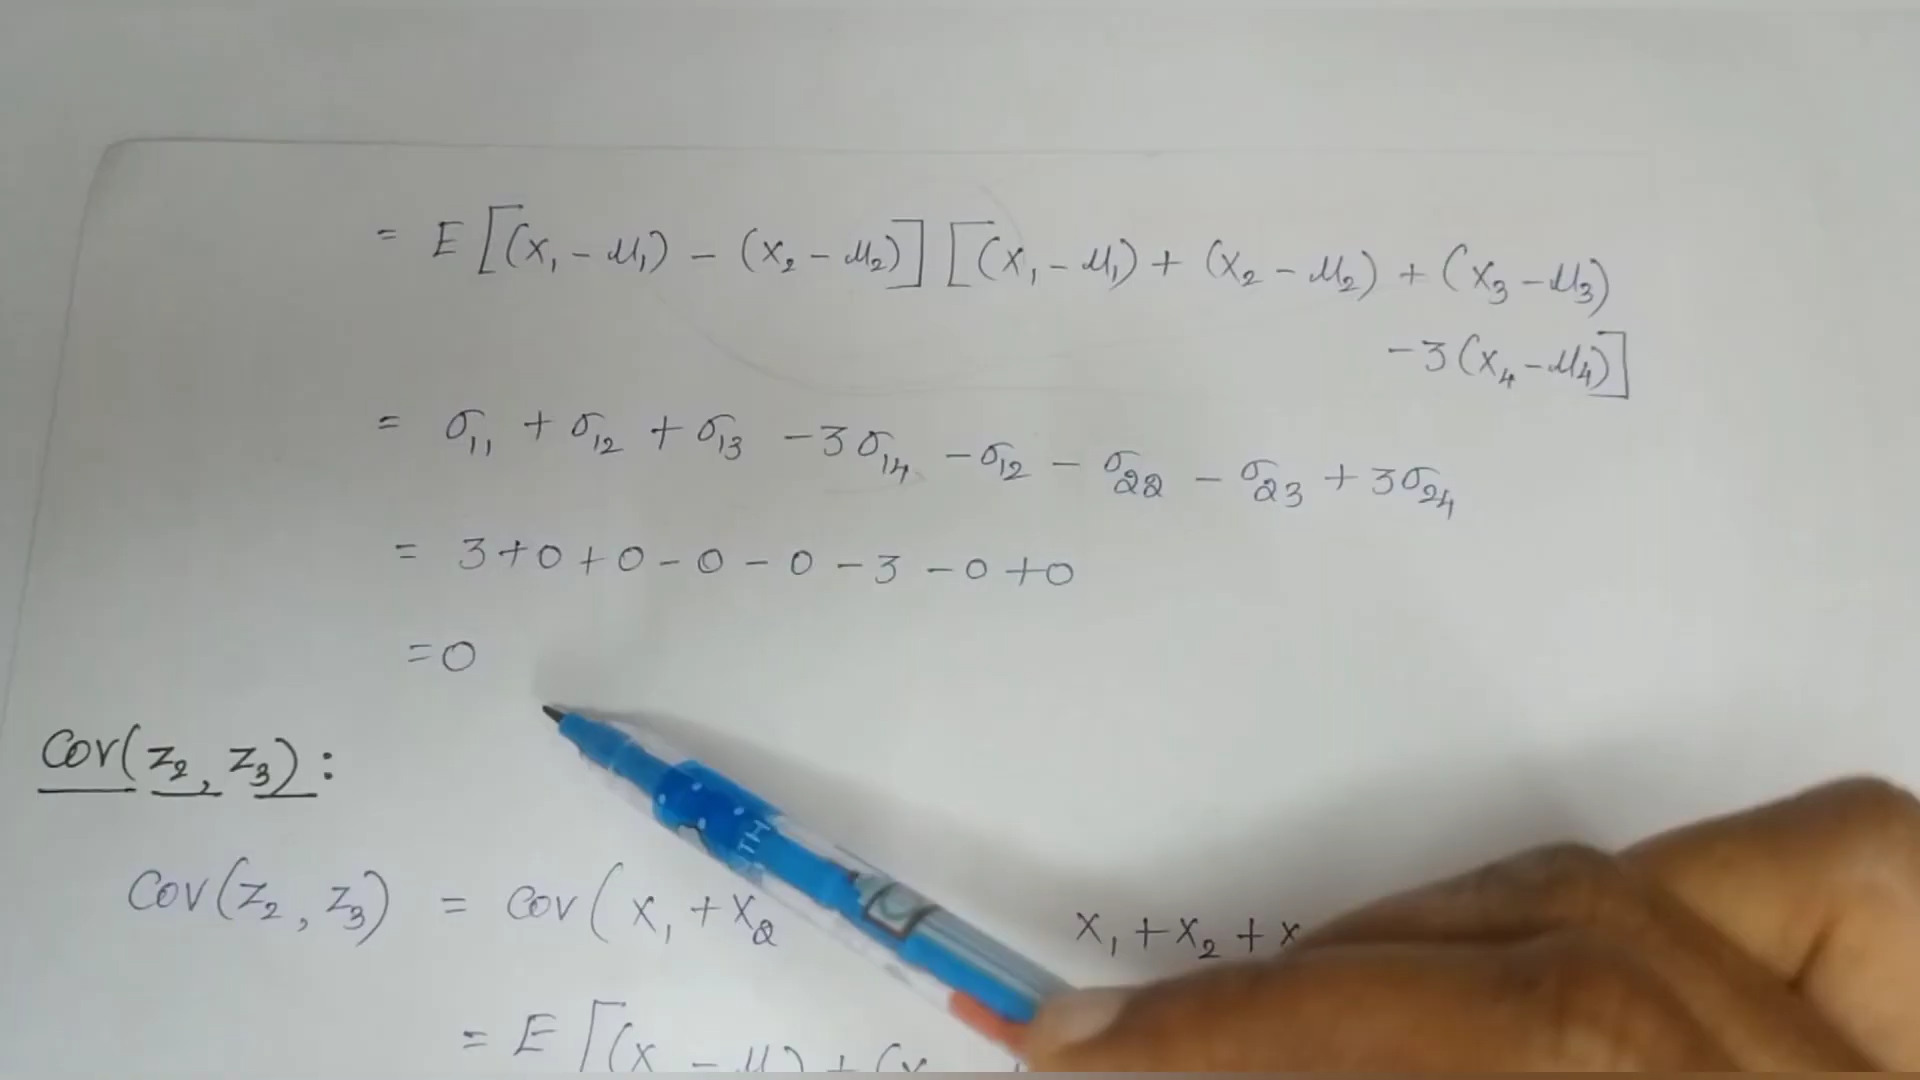 = E [(X₁ - μ₁) - (X₂ - μ₂)] [(X₁ - μ₁) + (X₂ - μ₂) + (X₃ - μ₃)
-3(X₄ - μ₄)]
= σ₁₁ + σ₁₂ + σ₁₃ - 3σ₁₄ - σ₁₂ - σ₂₂ - σ₂₃ + 3σ₂₄
= 3+0+0-0-0-3-0+0
=0
Cov(Z₂, Z₃) :
Cov(Z₂, Z₃) = Cov(X₁ + X₂ X₁ + X₂ + X
= E [(X - μ) + (X